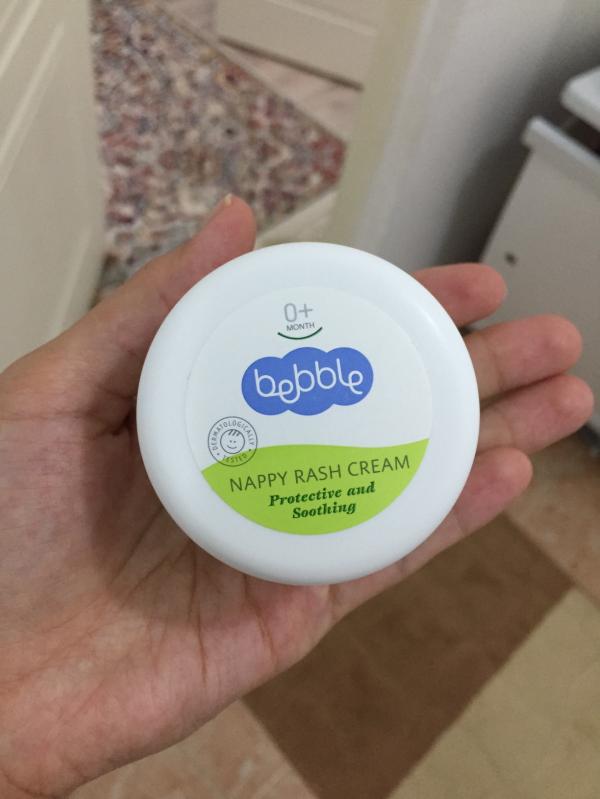 0+
MONTH
bebble
DERMATOLOGICALLY
TESTED
NAPPY RASH CREAM
Protective and
Soothing